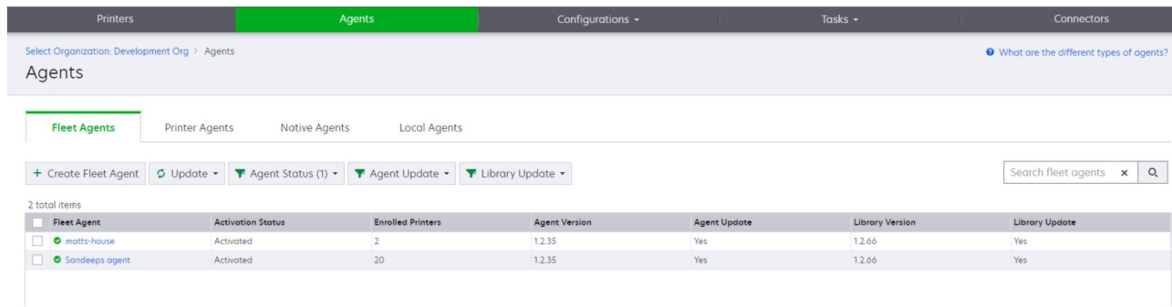 Printers Agents Configurations Tasks Connectors
Select Organization: Development Org > Agents What are the different types of agents?
Agents
Fleet Agents Printer Agents Native Agents Local Agents
+ Create Fleet Agent Update Agent Status (1) Agent Update Library Update Search fleet agents x
2 total items
Fleet Agent Activation Status Enrolled Printers Agent Version Agent Update Library Version Library Update
matts-house Activated 2 1.2.35 Yes 1.2.66 Yes
Sandeeps agent Activated 20 1.2.35 Yes 1.2.66 Yes